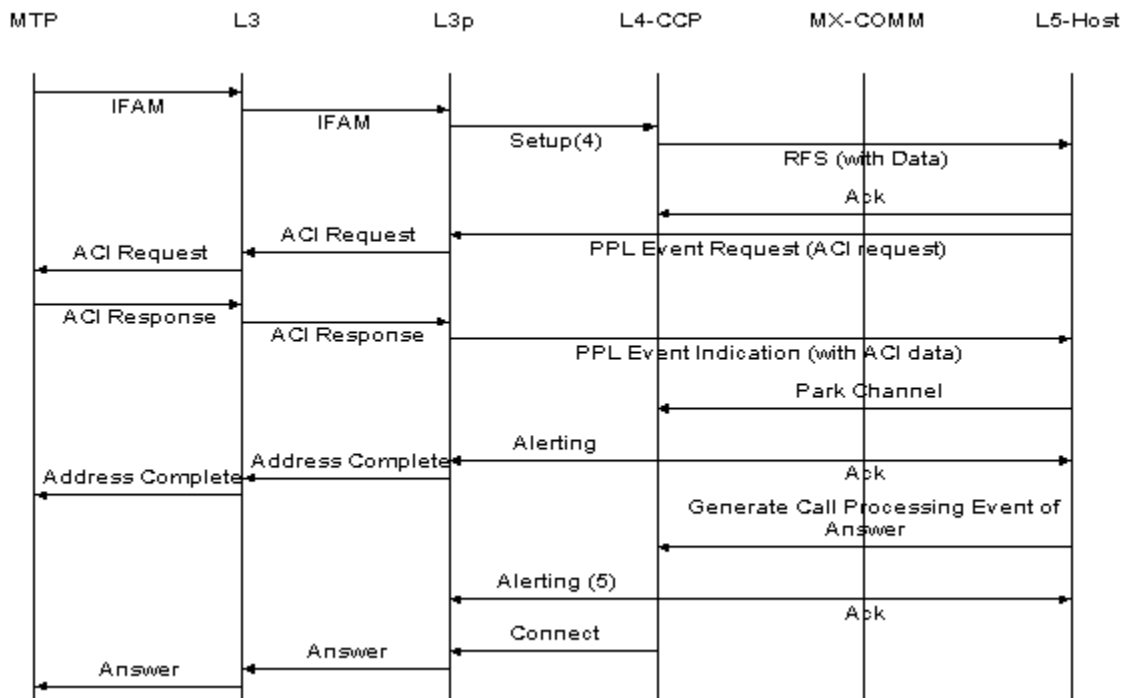 MTP L3 L3p L4-CCP MX-COMM L5-Host
IFAM
IFAM
Setup(4)
RFS (with Data)
Ack
ACI Request
PPL Event Request (ACI request)
ACI Request
ACI Response
ACI Response
PPL Event Indication (with ACI data)
Park Channel
Alerting
Address Complete
Ack
Address Complete
Generate Call Processing Event of
Answer
Alerting (5)
Ack
Connect
Answer
Answer